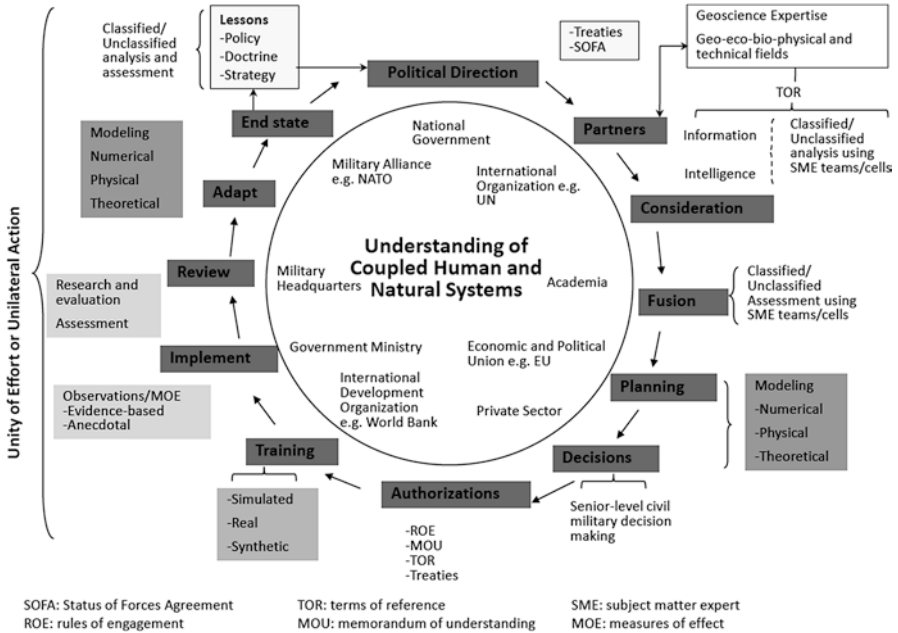 Classified/
Unclassified
analysis and
assessment
Lessons
-Policy
-Doctrine
-Strategy
Political Direction
-Treaties
-SOFA
Geoscience Expertise
Geo-eco-bio-physical and
technical fields
TOR
Information
Intelligence
Classified/
Unclassified
analysis using
SME teams/cells
Partners
Consideration
Fusion
Classified/
Unclassified
Assessment using
SME teams/cells
Planning
Modeling
-Numerical
-Physical
-Theoretical
Decisions
Senior-level civil
military decision
making
Authorizations
-ROE
-MOU
-TOR
-Treaties
Training
-Simulated
-Real
-Synthetic
Implement
Observations/MOE
-Evidence-based
-Anecdotal
Review
Research and
evaluation
Assessment
Adapt
Modeling
Numerical
Physical
Theoretical
End state
Unity of Effort or Unilateral Action
National
Government
Military Alliance
e.g. NATO
International
Organization e.g.
UN
Understanding of
Coupled Human and
Natural Systems
Military
Headquarters
Academia
Government Ministry
Economic and Political
Union e.g. EU
International
Development
Organization
e.g. World Bank
Private Sector
SOFA: Status of Forces Agreement
TOR: terms of reference
SME: subject matter expert
ROE: rules of engagement
MOU: memorandum of understanding
MOE: measures of effect